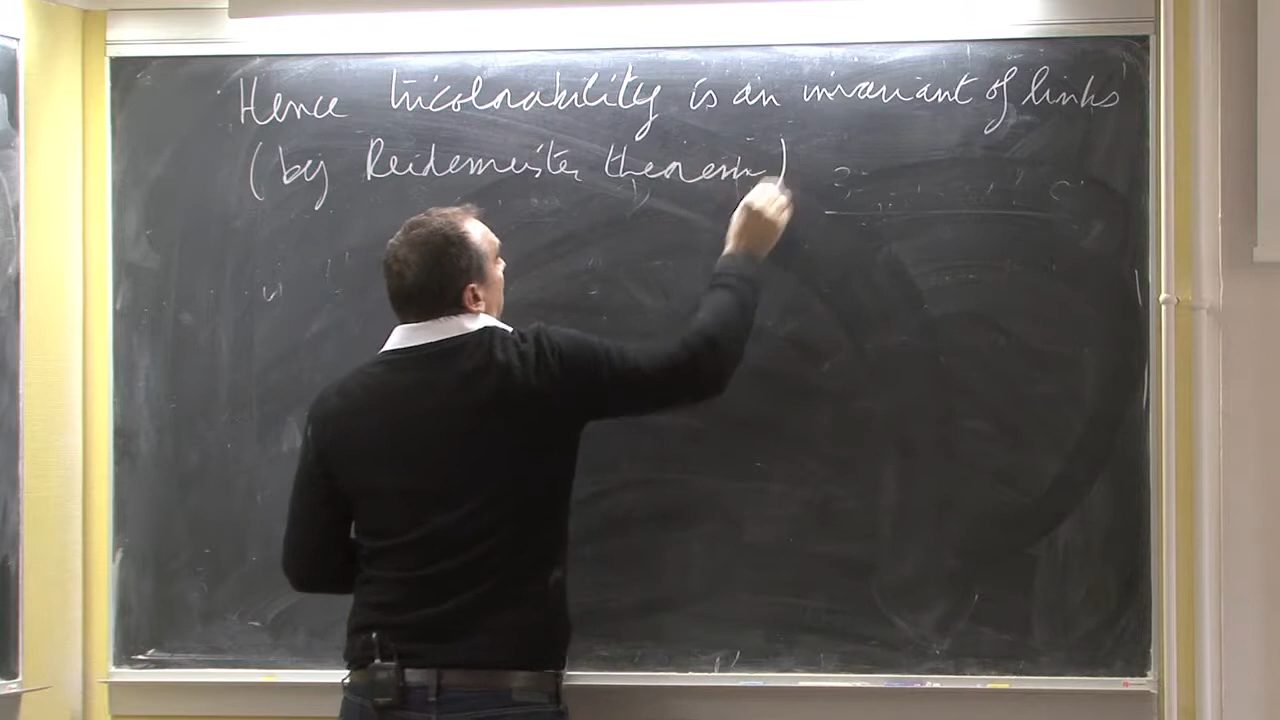 Hence tricolorability is an invariant of links
(by Reidemeister theorem)